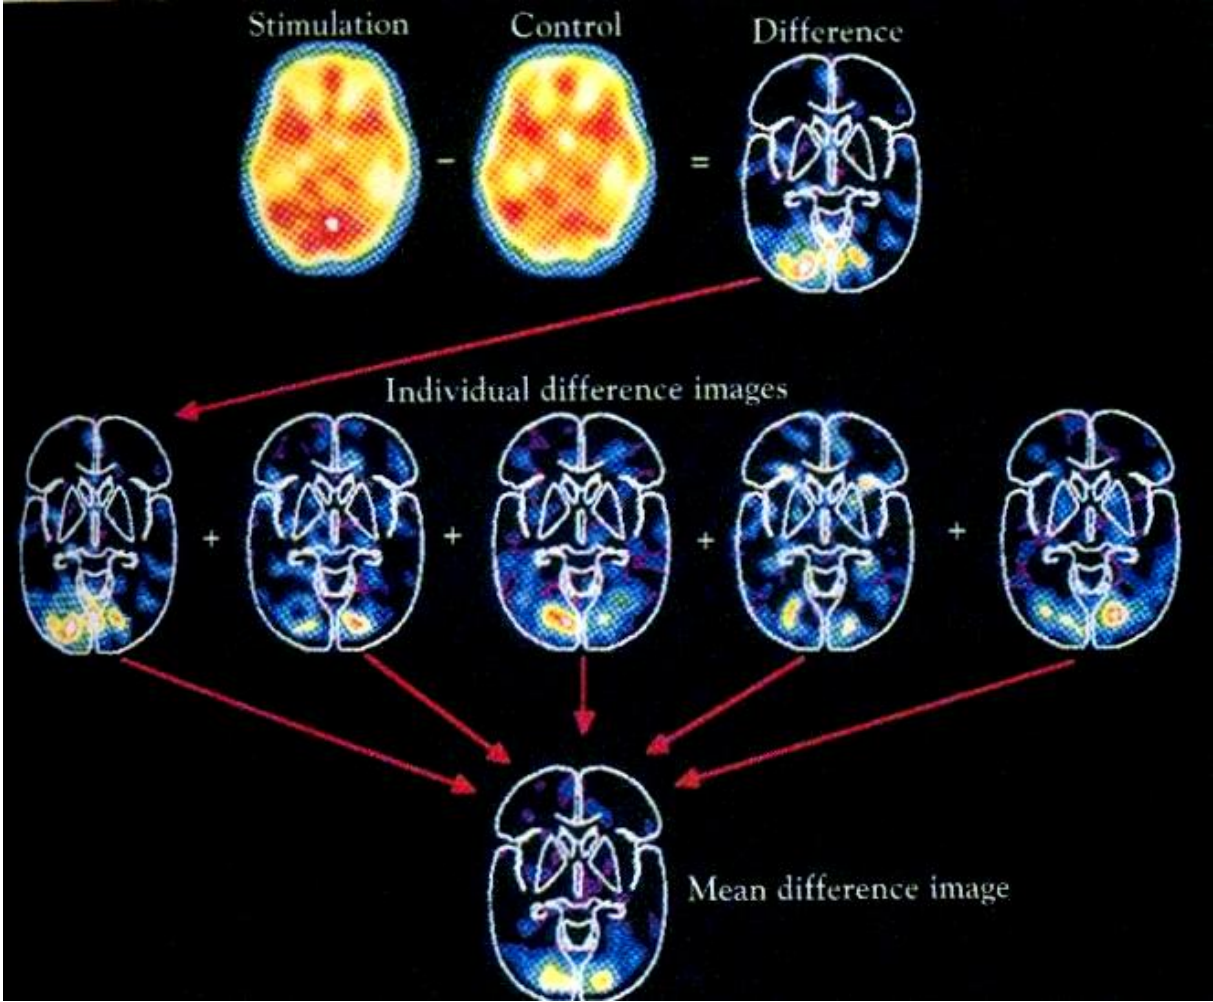 Stimulation Control Difference
- =
Individual difference images
+ + + +
Mean difference image